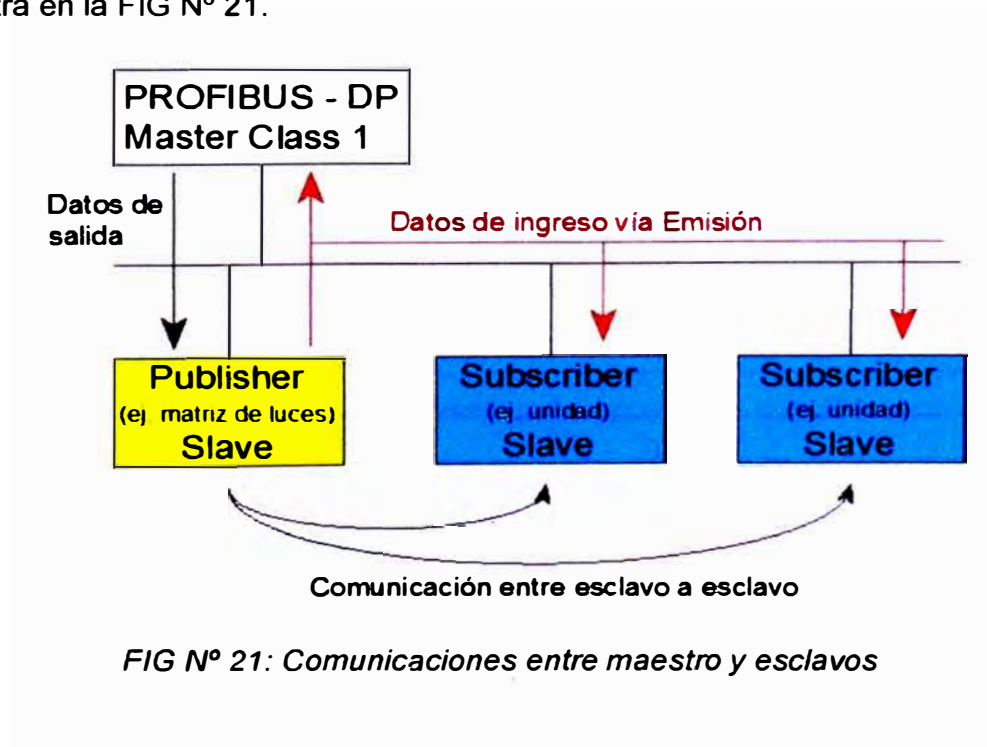 tra en la FIG Nº 21.
PROFIBUS - DP
Master Class 1
Datos de
salida
Datos de ingreso vía Emisión
Publisher
(ej matriz de luces)
Slave
Subscriber
(ej. unidad)
Slave
Subscriber
(ej. unidad)
Slave
Comunicación entre esclavo a esclavo
FIG Nº 21: Comunicaciones entre maestro y esclavos